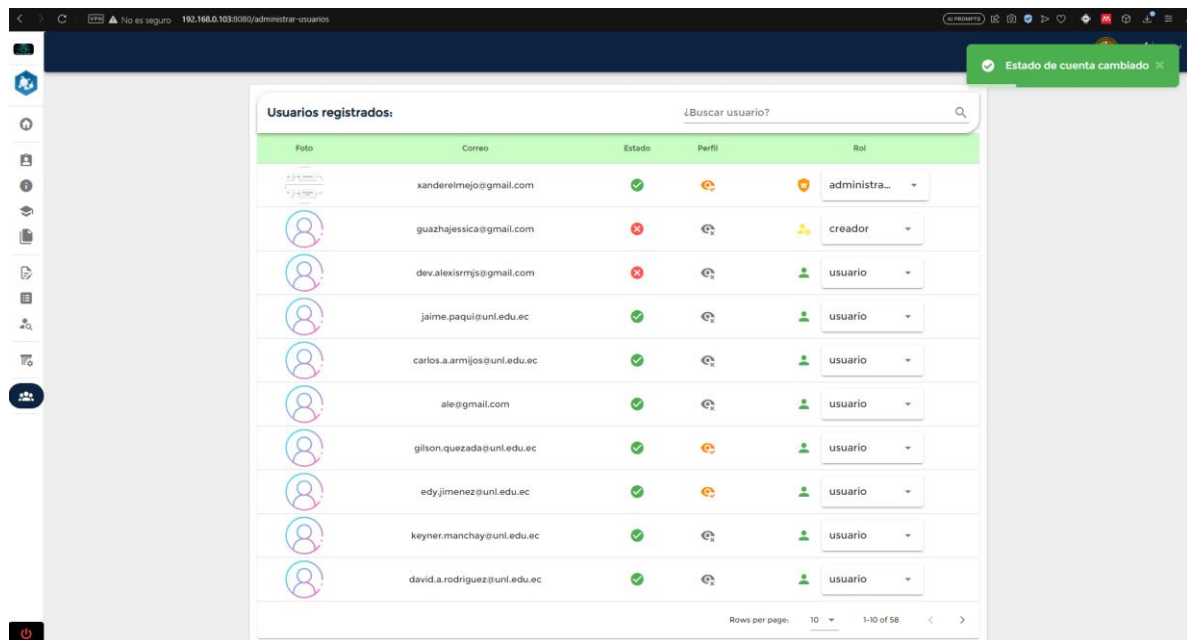 VPN No es seguro 192.168.0.103:8080/administrar-usuarios
AI PROMPTS
Estado de cuenta cambiado
Usuarios registrados:
¿Buscar usuario?
Foto Correo Estado Perfil Rol
xanderelmejo@gmail.com administra...
guazhajessica@gmail.com creador
dev.alexisrmjs@gmail.com usuario
jaime.paqui@unl.edu.ec usuario
carlos.a.armijos@unl.edu.ec usuario
ale@gmail.com usuario
gilson.quezada@unl.edu.ec usuario
edy.jimenez@unl.edu.ec usuario
keyner.manchay@unl.edu.ec usuario
david.a.rodriguez@unl.edu.ec usuario
Rows per page: 10 1-10 of 58